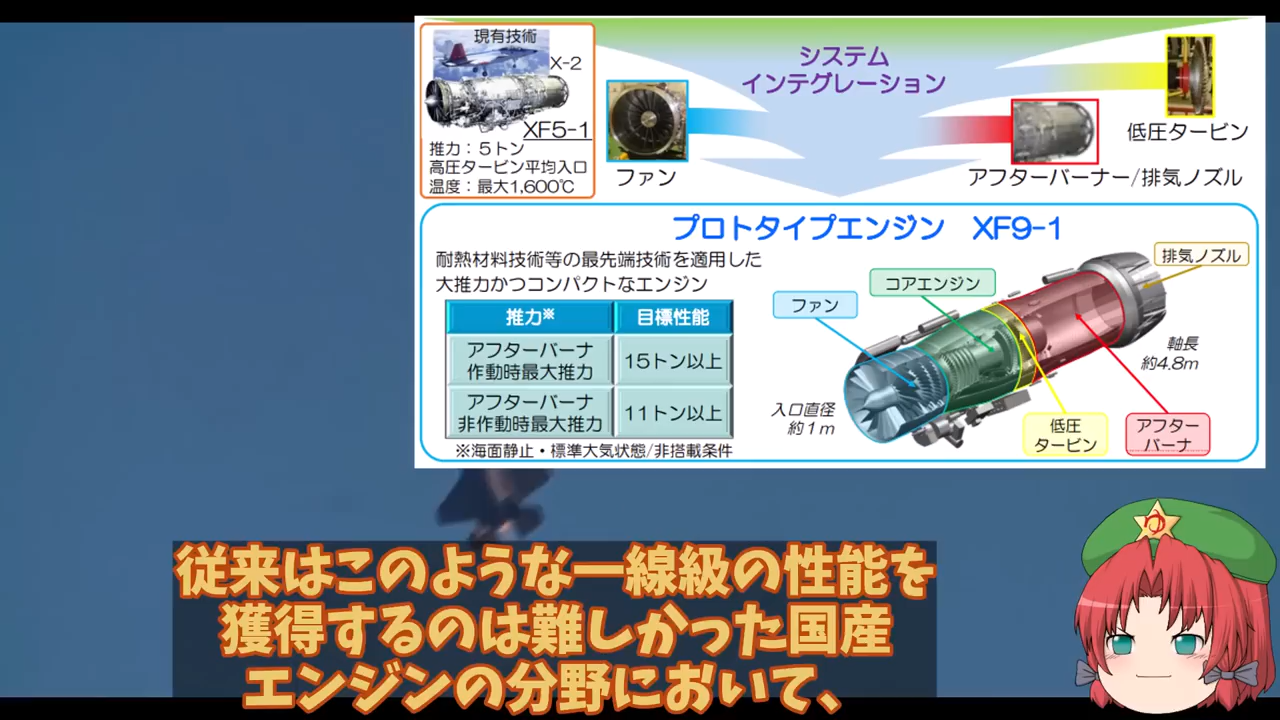 現有技術
X-2
XF5-1
推力：５トン
高圧タービン平均入口
温度：最大1,600℃
ファン
システム
インテグレーション
低圧タービン
アフターバーナー/排気ノズル
プロトタイプエンジン　XF9-1
耐熱材料技術等の最先端技術を適用した
大推力かつコンパクトなエンジン
推力※
目標性能
アフターバーナ
作動時最大推力
15トン以上
アフターバーナ
非作動時最大推力
11トン以上
※海面静止・標準大気状態/非搭載条件
ファン
コアエンジン
排気ノズル
軸長
約4.8m
入口直径
約１m
低圧
タービン
アフター
バーナ
従来はこのような一線級の性能を
獲得するのは難しかった国産
エンジンの分野において、